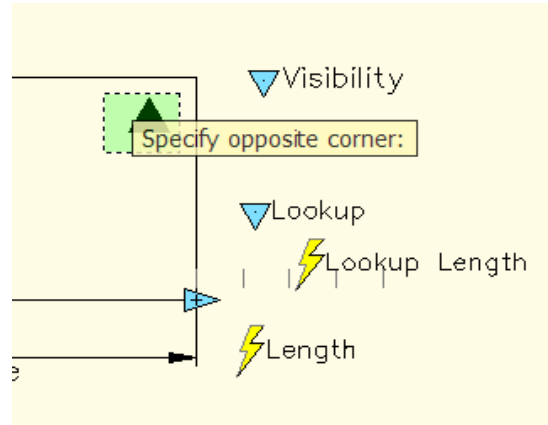 Visibility
Specify opposite corner:
Lookup
Lookup Length
Length
e